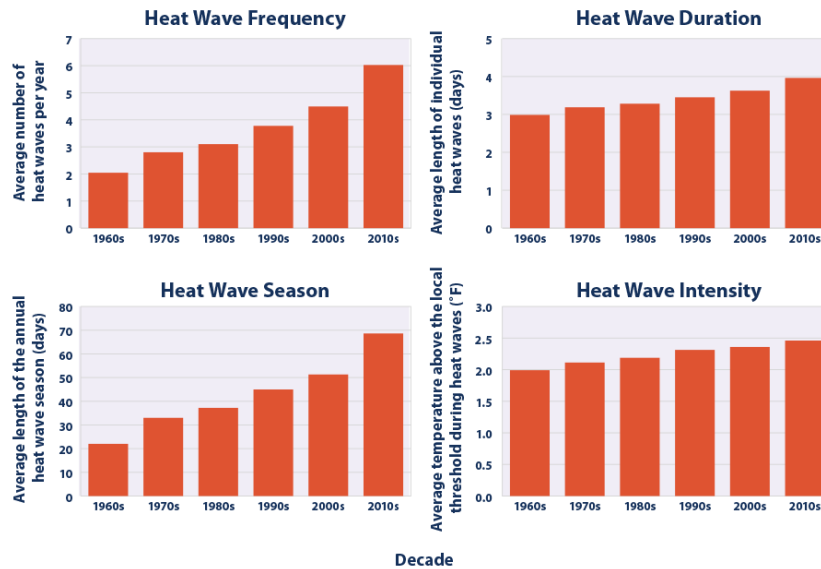 Heat Wave Frequency
Average number of
heat waves per year
7
6
5
4
3
2
1
0
1960s 1970s 1980s 1990s 2000s 2010s
Heat Wave Duration
Average length of individual
heat waves (days)
5
4
3
2
1
0
1960s 1970s 1980s 1990s 2000s 2010s
Heat Wave Season
Average length of the annual
heat wave season (days)
80
70
60
50
40
30
20
10
0
1960s 1970s 1980s 1990s 2000s 2010s
Heat Wave Intensity
Average temperature above the local
threshold during heat waves (˚F)
3.0
2.5
2.0
1.5
1.0
0.5
0.0
1960s 1970s 1980s 1990s 2000s 2010s
Decade